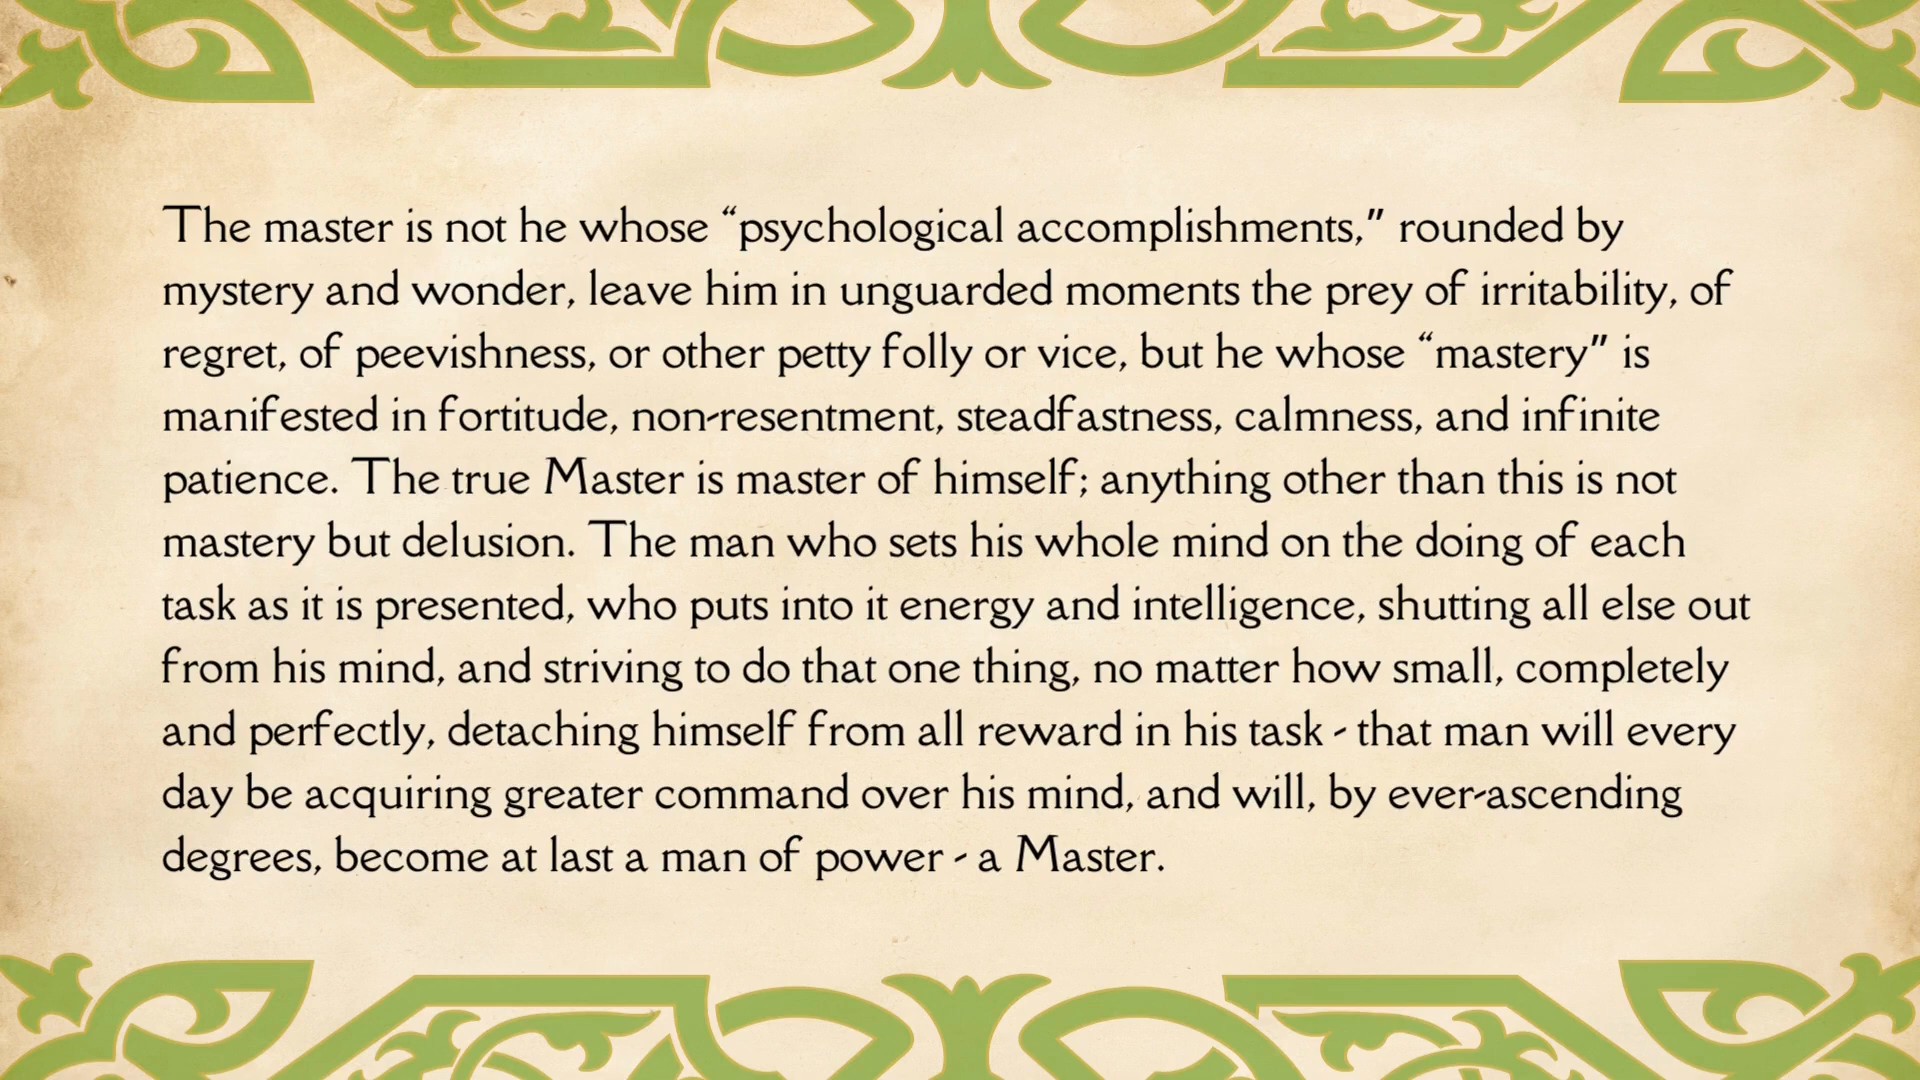 The master is not he whose “psychological accomplishments,” rounded by
mystery and wonder, leave him in unguarded moments the prey of irritability, of
regret, of peevishness, or other petty folly or vice, but he whose “mastery” is
manifested in fortitude, non-resentment, steadfastness, calmness, and infinite
patience. The true Master is master of himself; anything other than this is not
mastery but delusion. The man who sets his whole mind on the doing of each
task as it is presented, who puts into it energy and intelligence, shutting all else out
from his mind, and striving to do that one thing, no matter how small, completely
and perfectly, detaching himself from all reward in his task - that man will every
day be acquiring greater command over his mind, and will, by ever-ascending
degrees, become at last a man of power - a Master.